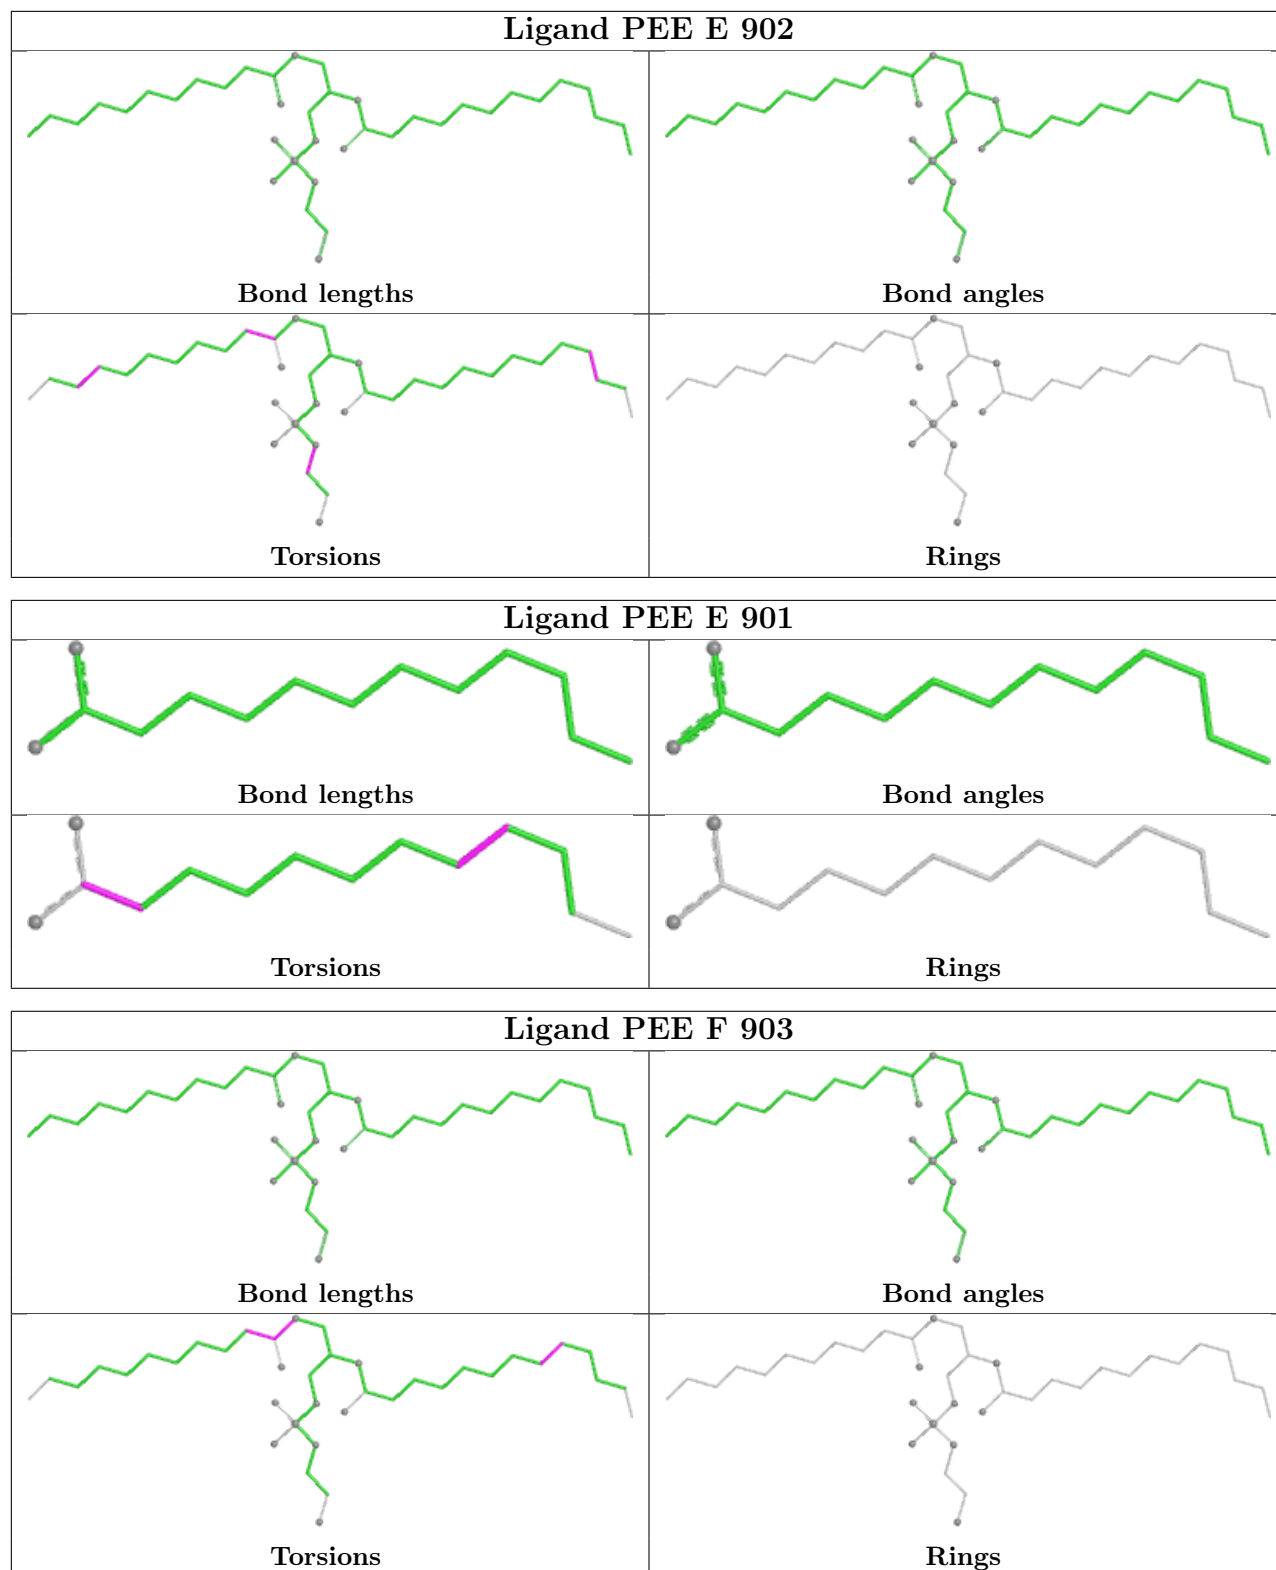 Ligand PEE E 902
Bond lengths
Bond angles
Torsions
Rings
Ligand PEE E 901
Bond lengths
Bond angles
Torsions
Rings
Ligand PEE F 903
Bond lengths
Bond angles
Torsions
Rings